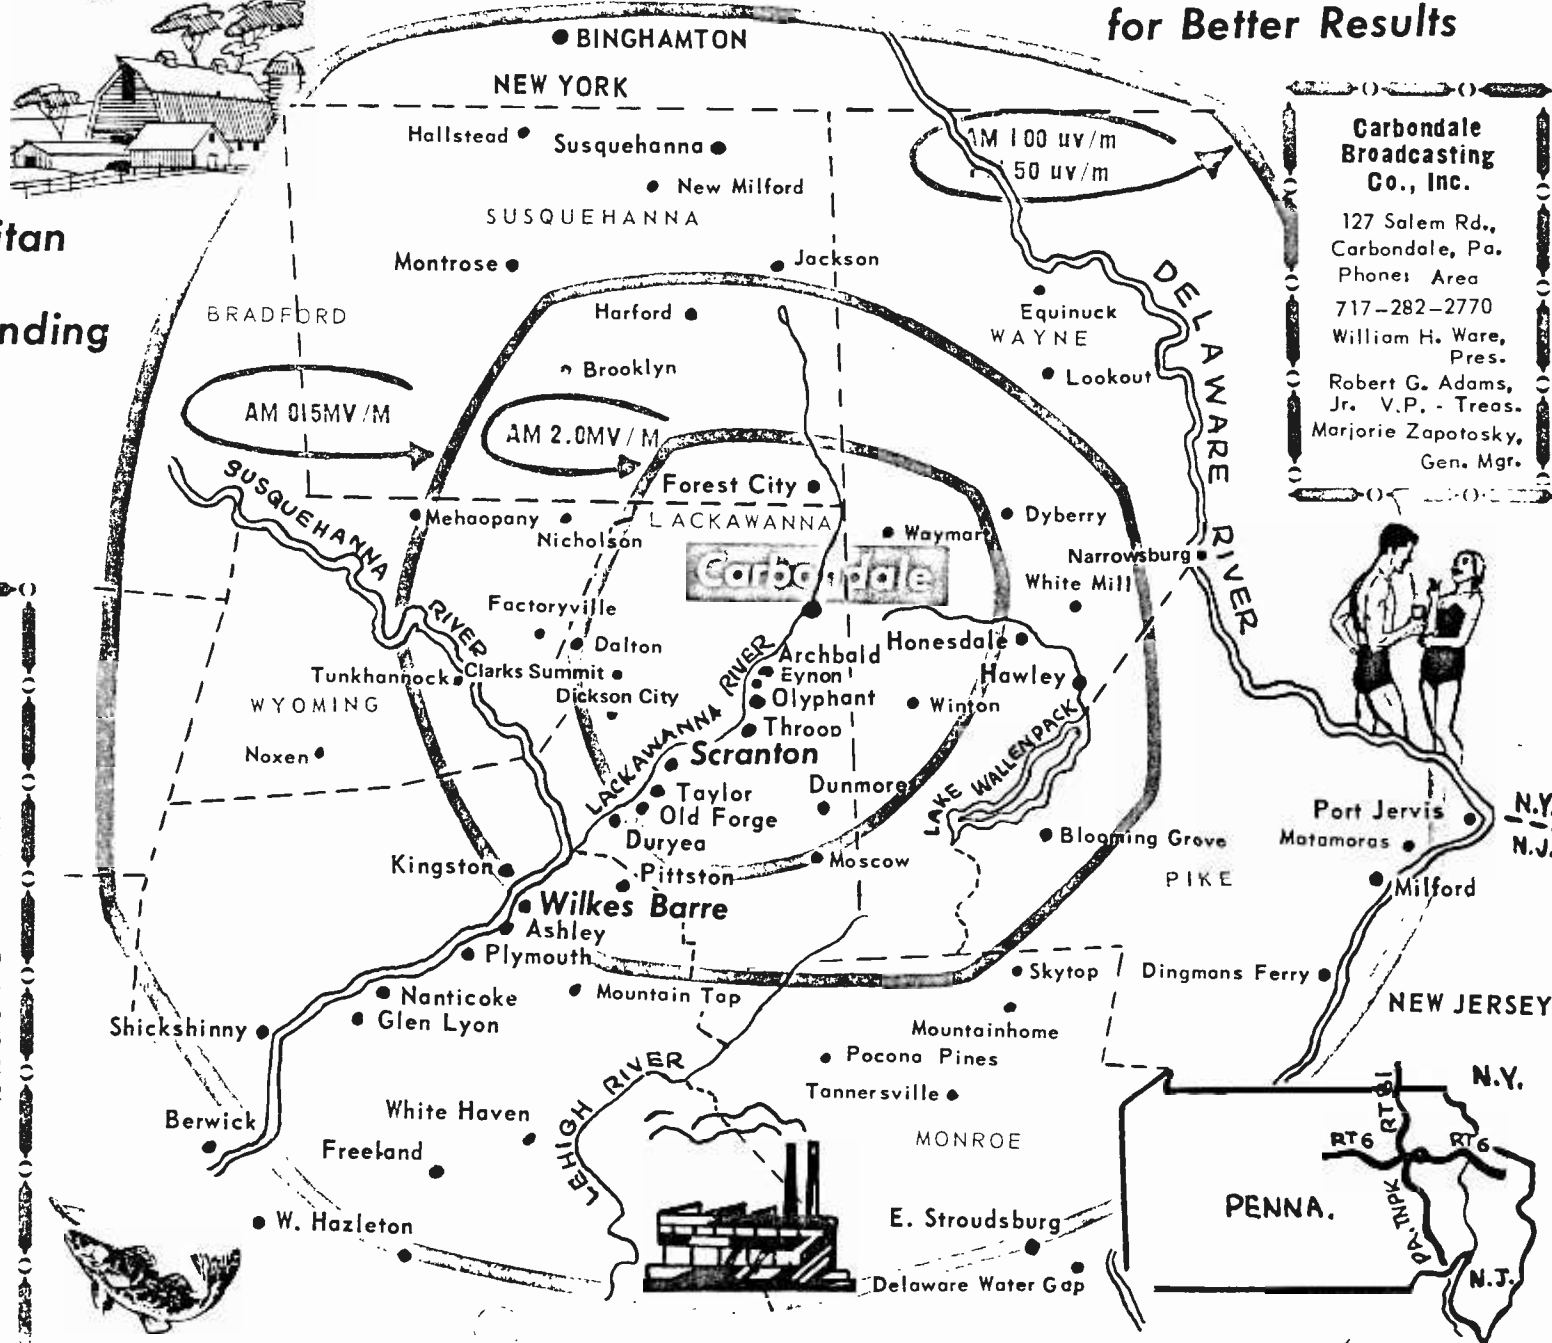 for Better Results
BINGHAMTON
NEW YORK
Hallstead
Susquehanna
New Milford
SUSQUEHANNA
Montrose
Jackson
AM 100 uv/m
50 uv/m
Carbondale
Broadcasting
Co., Inc.
127 Salem Rd.,
Carbondale, Pa.
Phone: Area
717-282-2770
William H. Ware,
Pres.
Robert G. Adams,
Jr. V.P. - Treas.
Marjorie Zapotosky,
Gen. Mgr.
itan
nding
BRADFORD
Harford
Brooklyn
Equinuck
WAYNE
Lookout
DELAWARE RIVER
AM 015MV/M
AM 2.0MV/M
SUSQUEHANNA RIVER
Forest City
LACKAWANNA
Mehaopany
Nicholson
Waymar
Dyberry
Narrowsburg
White Mill
Carbondale
Factoryville
Dalton
Tunkhannock
Clarks Summit
Dickson City
WYOMING
Noxen
Archbald
Eynon
Olyphant
Throop
Honesdale
Hawley
Winton
LACKAWANNA RIVER
Scranton
Taylor
Old Forge
Duryea
Dunmore
LAKE WALLENPACK
Moscow
Blooming Grove
PIKE
Port Jervis
Matamoras
Milford
N.Y.
N.J.
Kingston
Pittston
Wilkes Barre
Ashley
Plymouth
Nanticoke
Glen Lyon
Mountain Top
Shickshinny
Skytop
Dingmans Ferry
NEW JERSEY
Mountainhome
Pocona Pines
Tannersville
MONROE
LEHIGH RIVER
Berwick
White Haven
Freeland
W. Hazleton
E. Stroudsburg
Delaware Water Gap
N.Y.
RT 81
RT 6
RT 6
PENNA.
PA. TNPK
N.J.